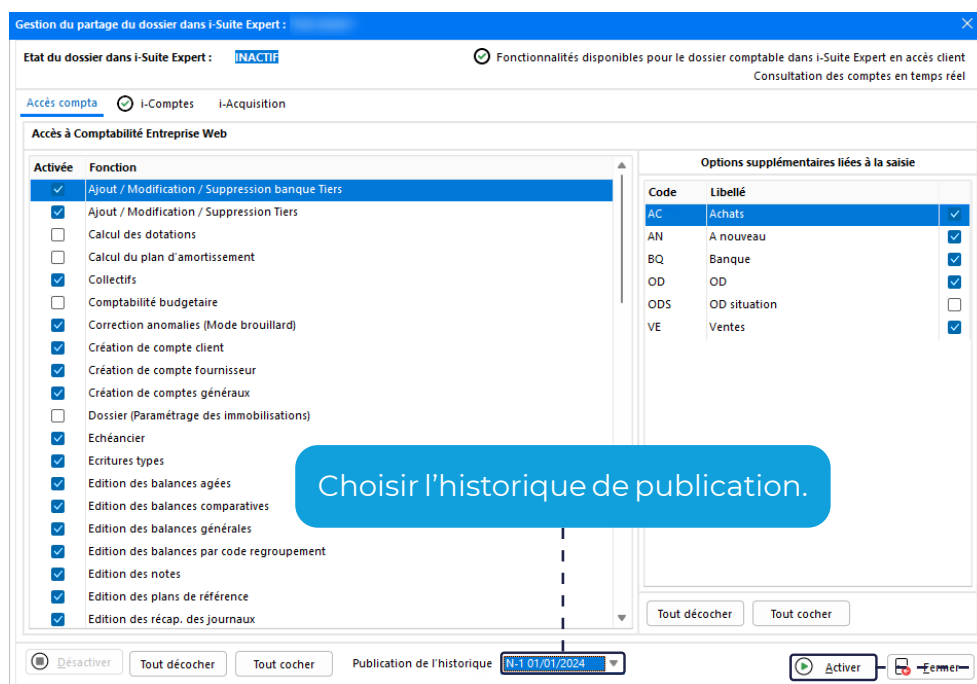 Gestion du partage du dossier dans i-Suite Expert :
Etat du dossier dans i-Suite Expert : INACTIF
Fonctionnalités disponibles pour le dossier comptable dans i-Suite Expert en accès client
Consultation des comptes en temps réel
Accès compta i-Comptes i-Acquisition
Accès à Comptabilité Entreprise Web
Activée Fonction
Ajout / Modification / Suppression banque Tiers
Ajout / Modification / Suppression Tiers
Calcul des dotations
Calcul du plan d'amortissement
Collectifs
Comptabilité budgetaire
Correction anomalies (Mode brouillard)
Création de compte client
Création de compte fournisseur
Création de comptes généraux
Dossier (Paramétrage des immobilisations)
Echéancier
Ecritures types
Edition des balances agées
Edition des balances comparatives
Edition des balances générales
Edition des balances par code regroupement
Edition des notes
Edition des plans de référence
Edition des récap. des journaux
Options supplémentaires liées à la saisie
Code Libellé
AC Achats
AN A nouveau
BQ Banque
OD OD
ODS OD situation
VE Ventes
Tout décocher Tout cocher
Choisir l'historique de publication.
Désactiver Tout décocher Tout cocher Publication de l'historique N-1 01/01/2024 Activer Fermer